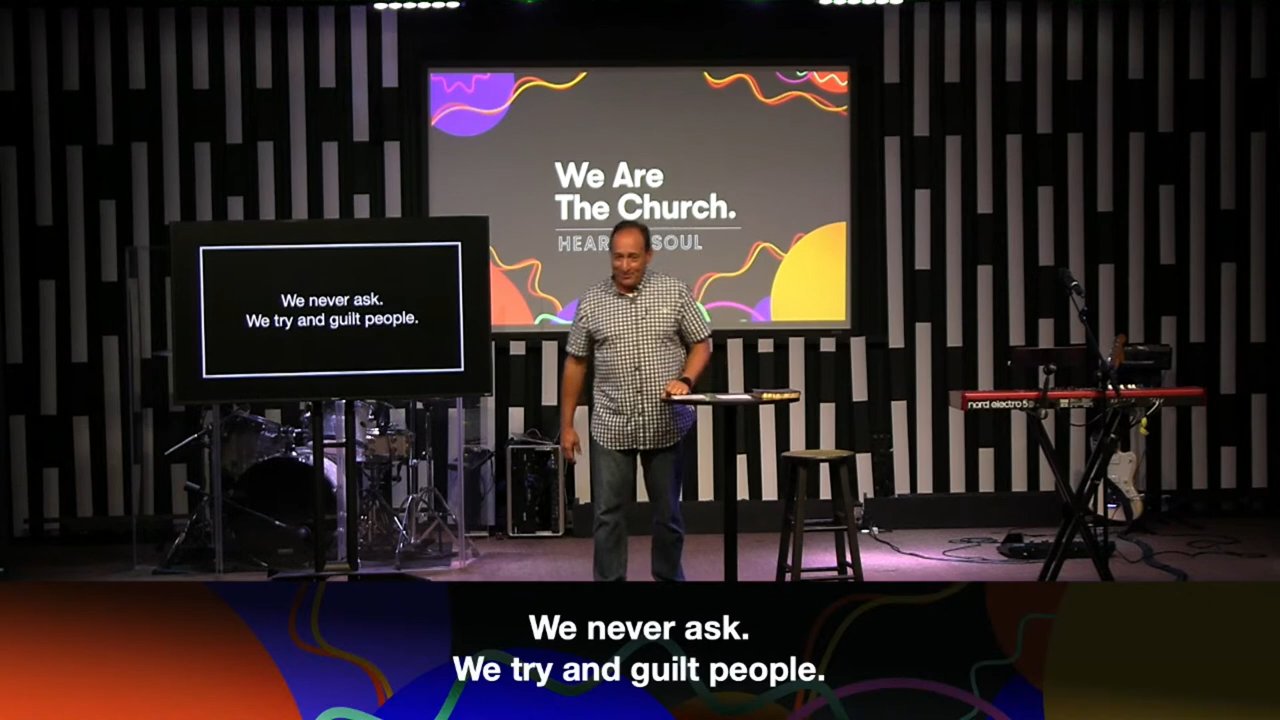 We Are
The Church.
HEAR SOUL
We never ask.
We try and guilt people.
nord electro 5
We never ask.
We try and guilt people.